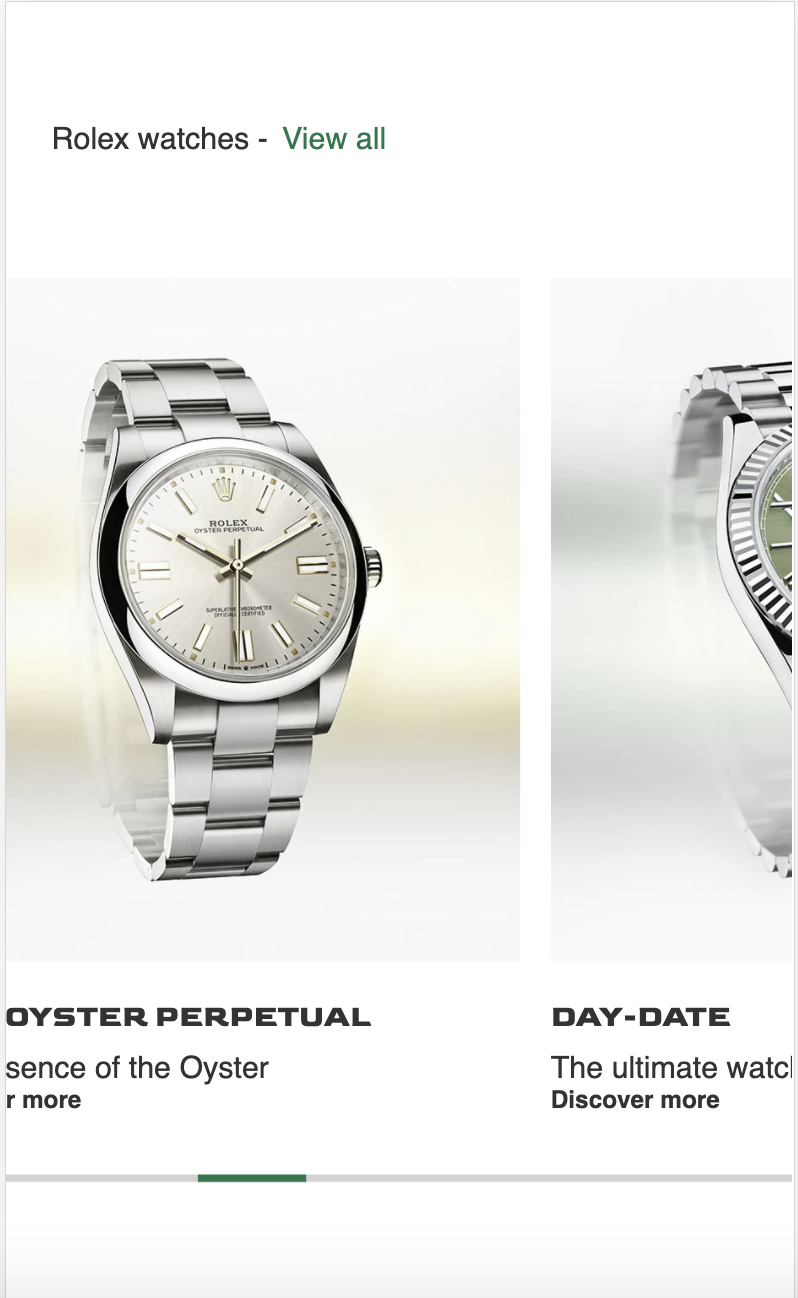 Rolex watches - View all
ROLEX
OYSTER PERPETUAL
SUPERLATIVE CHRONOMETER
OFFICIALLY CERTIFIED
SWISS MADE
OYSTER PERPETUAL
sence of the Oyster
r more
DAY-DATE
The ultimate watc
Discover more